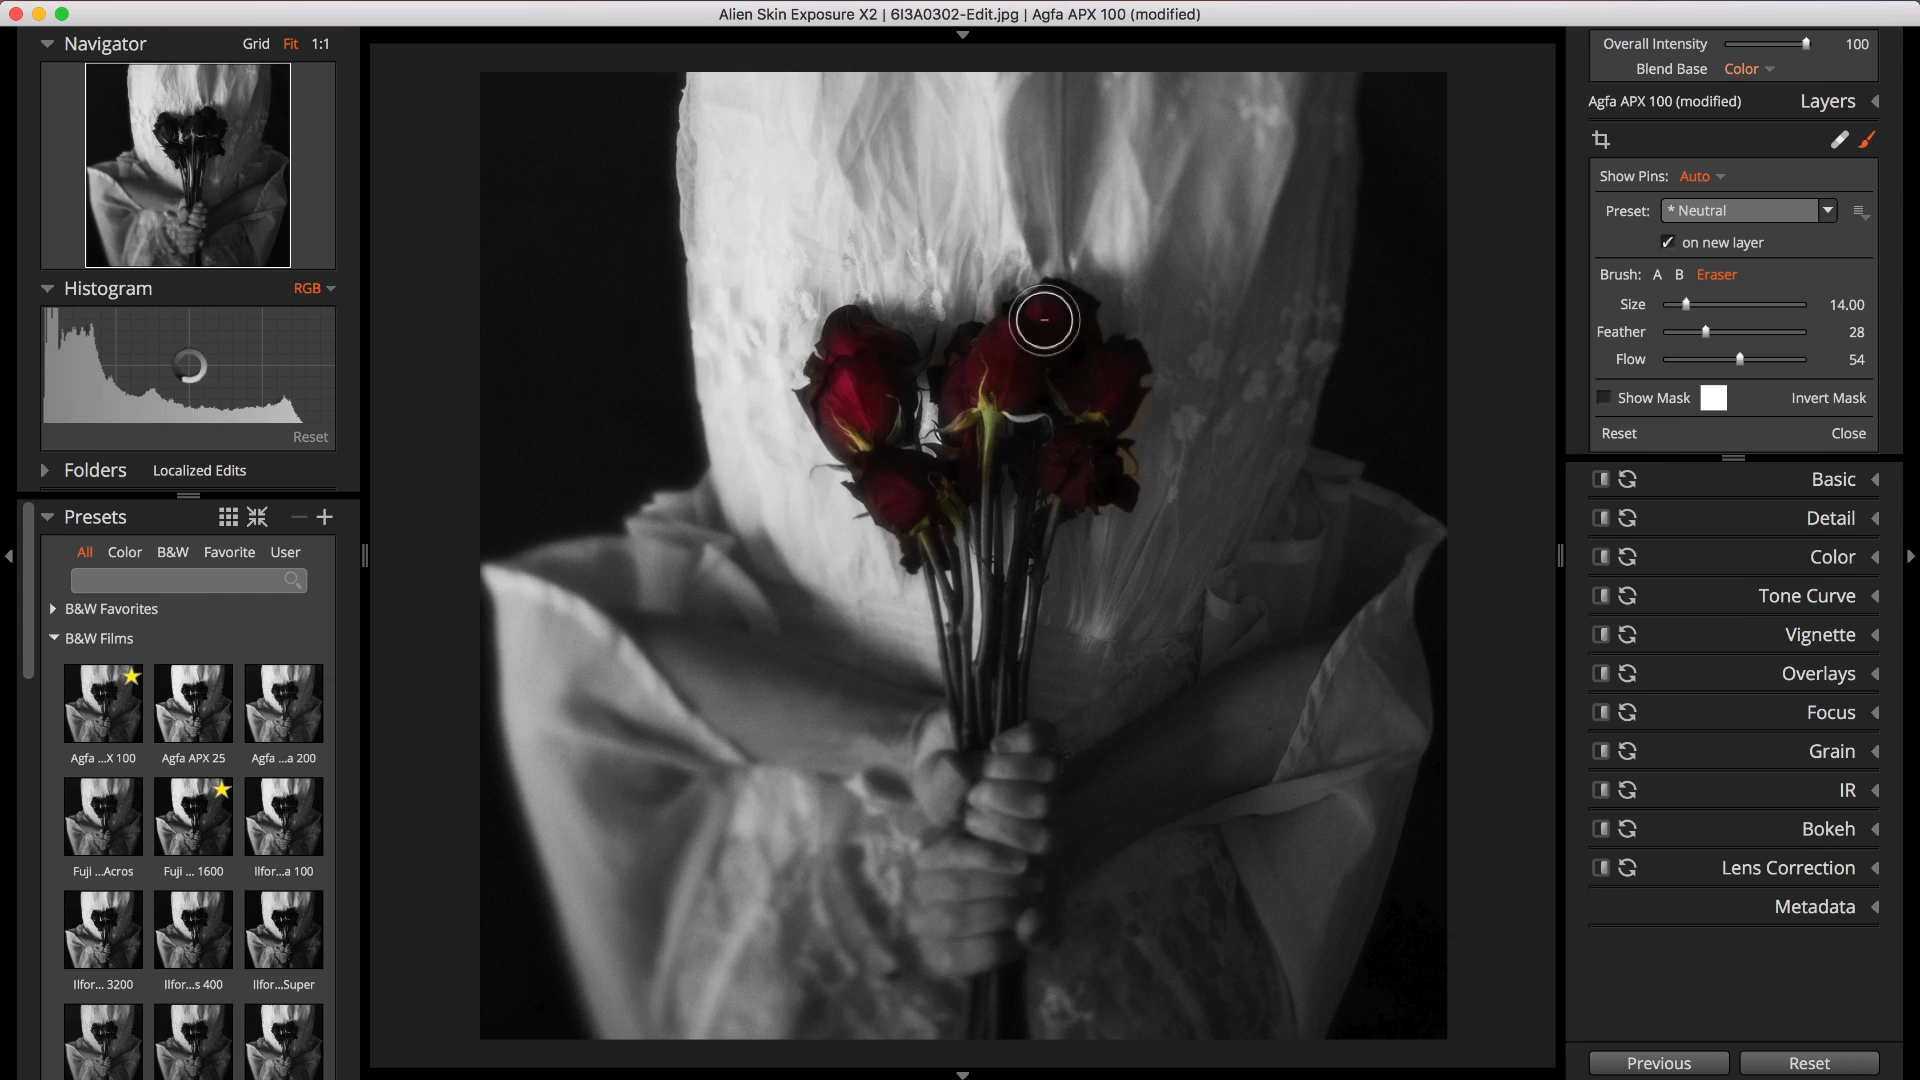 Alien Skin Exposure X2 | 6I3A0302-Edit.jpg | Agfa APX 100 (modified)
Navigator Grid Fit 1:1
Histogram RGB
Reset
Folders Localized Edits
Presets
All Color B&W Favorite User
B&W Favorites
B&W Films
Agfa ...X 100 Agfa APX 25 Agfa ...a 200
Fuji ...Acros Fuji ... 1600 Ilfor...a 100
Ilfor... 3200 Ilfor...s 400 Ilfor...Super
Overall Intensity 100
Blend Base Color
Agfa APX 100 (modified) Layers
Show Pins: Auto
Preset: * Neutral
on new layer
Brush: A B Eraser
Size 14.00
Feather 28
Flow 54
Show Mask Invert Mask
Reset Close
Basic
Detail
Color
Tone Curve
Vignette
Overlays
Focus
Grain
IR
Bokeh
Lens Correction
Metadata
Previous Reset